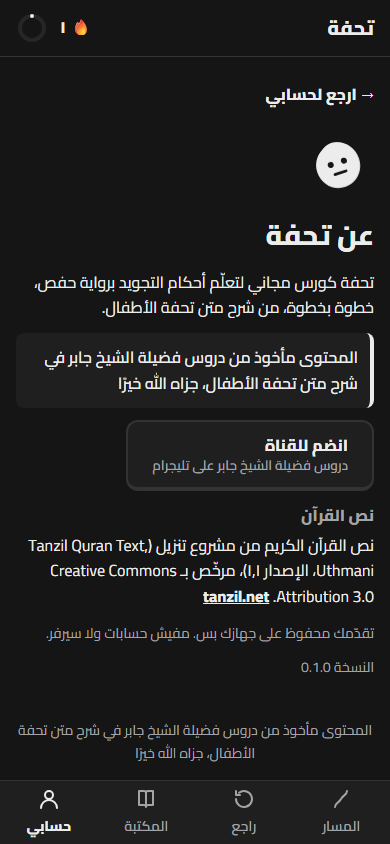 تحفة
١
→ ارجع لحسابي
عن تحفة
تحفة كورس مجاني لتعلّم أحكام التجويد برواية حفص،
خطوة بخطوة، من شرح متن تحفة الأطفال.
المحتوى مأخوذ من دروس فضيلة الشيخ جابر في
شرح متن تحفة الأطفال، جزاه الله خيرًا
انضم للقناة
دروس فضيلة الشيخ جابر على تليجرام
نص القرآن
نص القرآن الكريم من مشروع تنزيل (Tanzil Quran Text,
Uthmani، الإصدار ١٫١)، مرخّص بـ Creative Commons
Attribution 3.0. tanzil.net
تقدّمك محفوظ على جهازك بس. مفيش حسابات ولا سيرفر.
النسخة 0.1.0
المحتوى مأخوذ من دروس فضيلة الشيخ جابر في شرح متن تحفة
الأطفال، جزاه الله خيرًا
المسار
راجع
المكتبة
حسابي